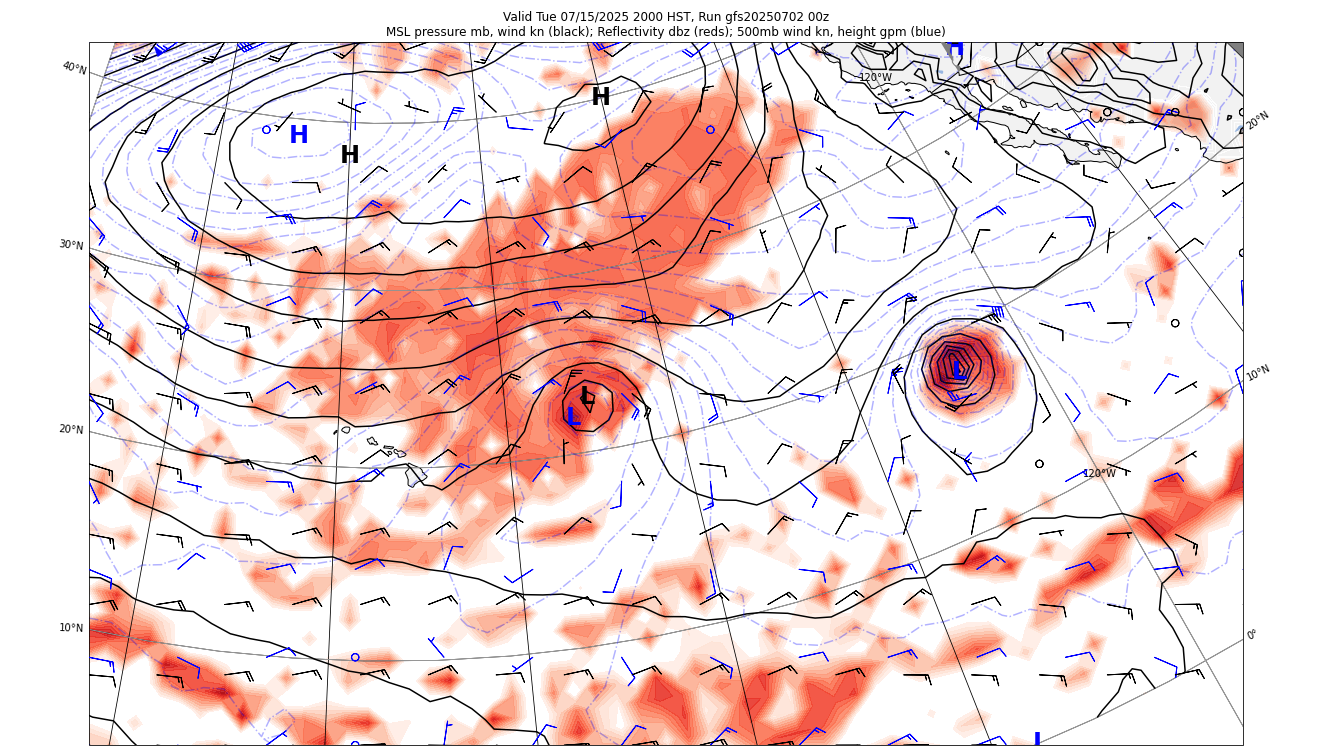 Valid Tue 07/15/2025 2000 HST, Run gfs20250702 00z
MSL pressure mb, wind kn (black); Reflectivity dbz (reds); 500mb wind kn, height gpm (blue)
H
40°N
120°W
H
20°N
H
H
30°N
L
10°N
L
L
20°N
120°W
10°N
0°
L